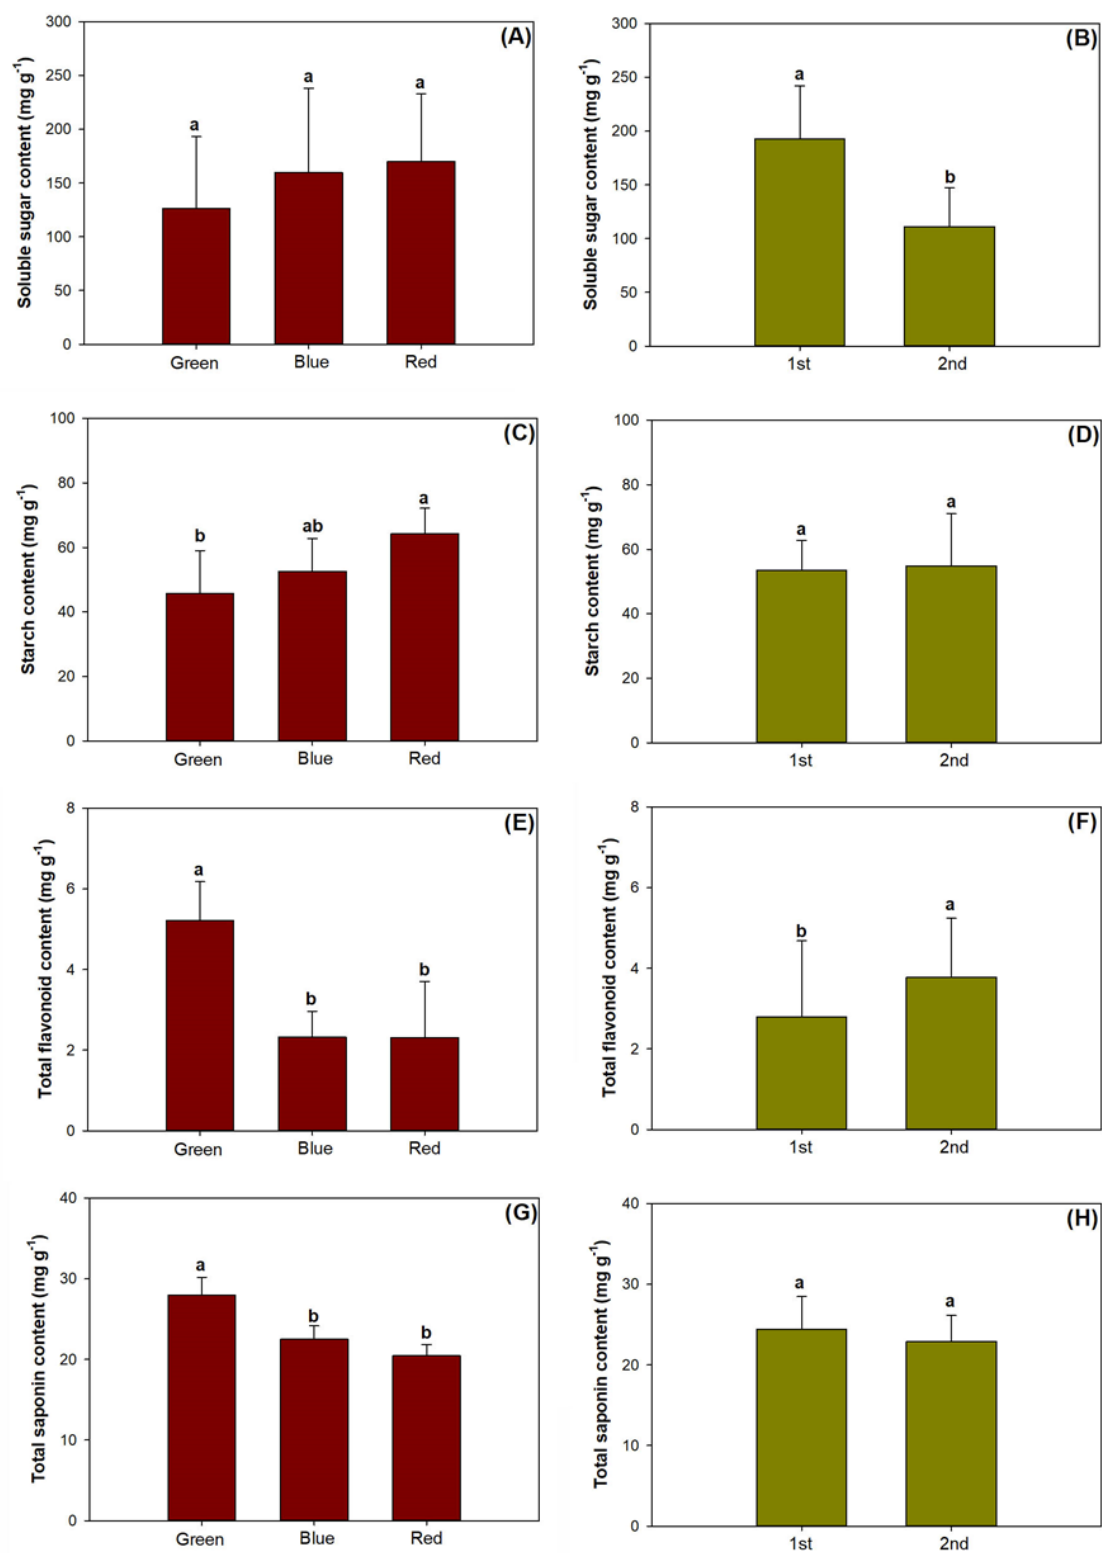 (A)
Soluble sugar content (mg g-1)
300
250
200
150
100
50
0
a
a
a
Green
Blue
Red
(B)
Soluble sugar content (mg g-1)
300
250
200
150
100
50
0
a
b
1st
2nd
(C)
Starch content (mg g-1)
100
80
60
40
20
0
b
ab
a
Green
Blue
Red
(D)
Starch content (mg g-1)
100
80
60
40
20
0
a
a
1st
2nd
(E)
Total flavonoid content (mg g-1)
8
6
4
2
0
a
b
b
Green
Blue
Red
(F)
Total flavonoid content (mg g-1)
8
6
4
2
0
b
a
1st
2nd
(G)
Total saponin content (mg g-1)
40
30
20
10
0
a
b
b
Green
Blue
Red
(H)
Total saponin content (mg g-1)
40
30
20
10
0
a
a
1st
2nd